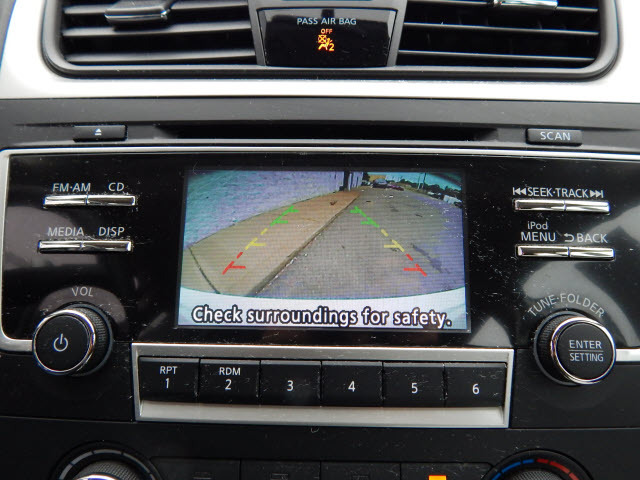 PASS AIR BAG
OFF
2
SCAN
FM·AM CD
MEDIA DISP
VOL
SEEK·TRACK
iPod
MENU BACK
TUNE·FOLDER
ENTER
SETTING
Check surroundings for safety.
RPT
1
RDM
2
3
4
5
6